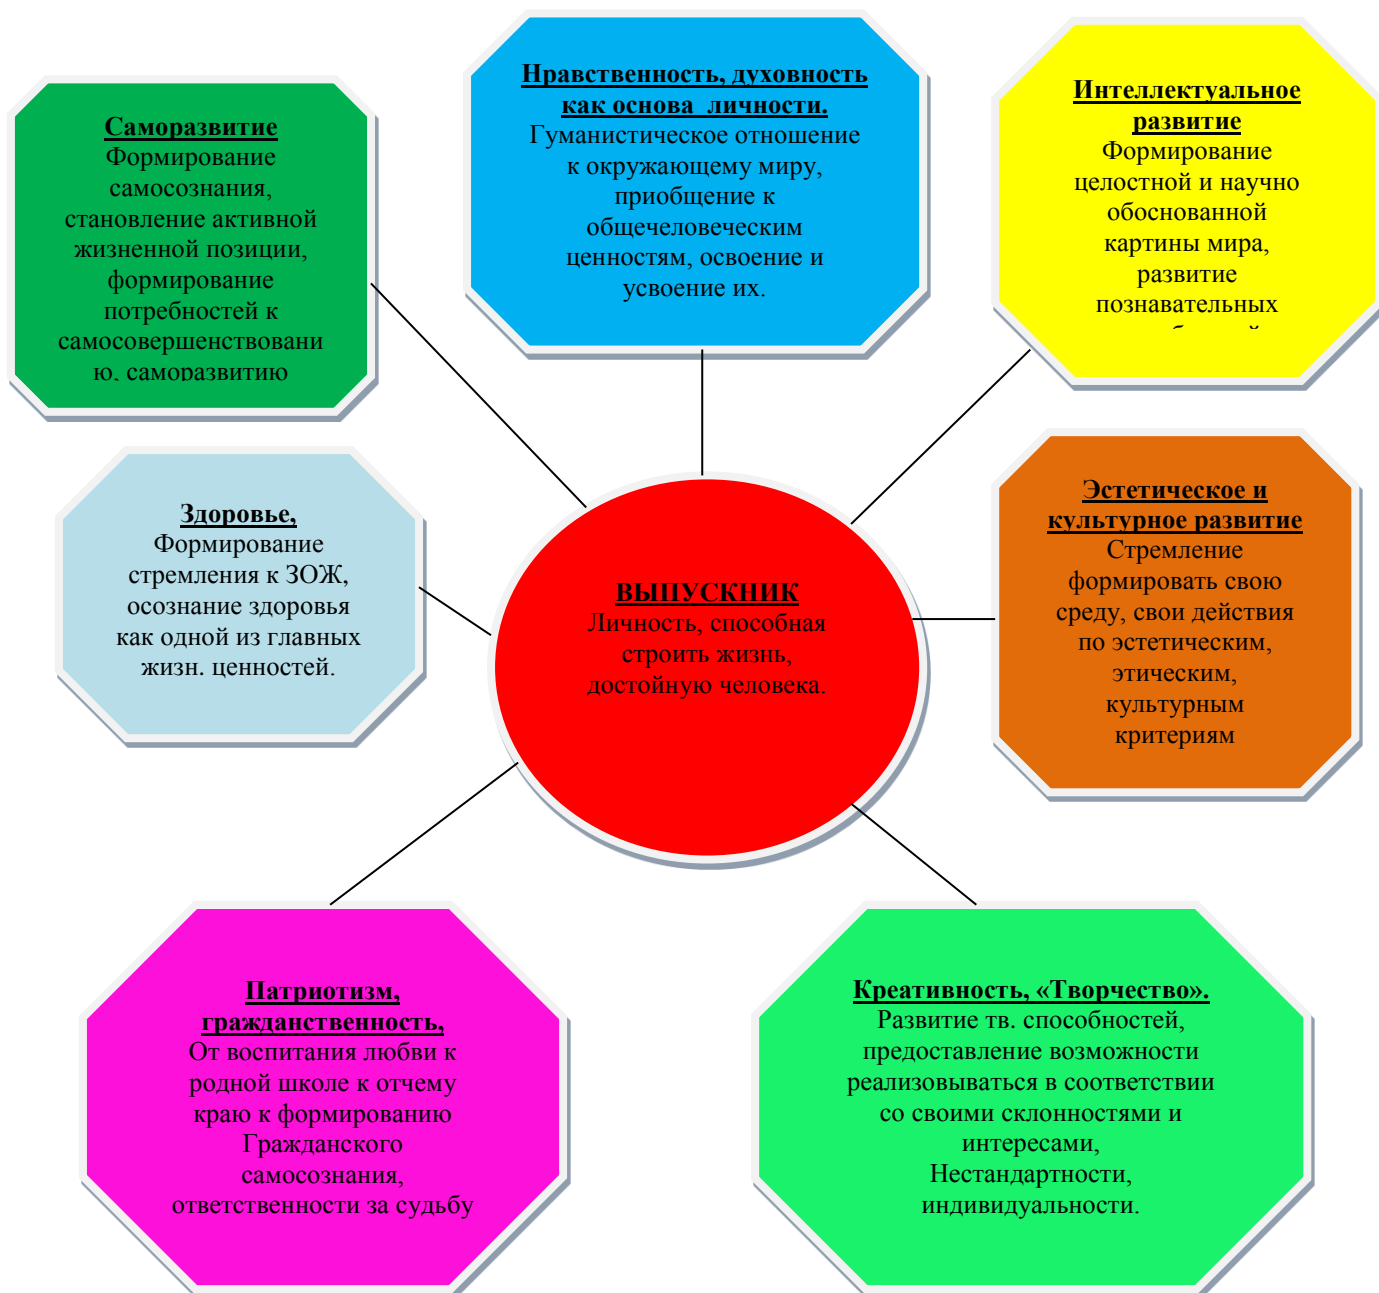 Саморазвитие
Формирование
самосознания,
становление активной
жизненной позиции,
формирование
потребностей к
самосовершенствовани
ю, саморазвитию
Нравственность, духовность
как основа  личности.
Гуманистическое отношение
к окружающему миру,
приобщение к
общечеловеческим
ценностям, освоение и
усвоение их.
Интеллектуальное
развитие
Формирование
целостной и научно
обоснованной
картины мира,
развитие
познавательных
Здоровье,
Формирование
стремления к ЗОЖ,
осознание здоровья
как одной из главных
жизн. ценностей.
ВЫПУСКНИК
Личность, способная
строить жизнь,
достойную человека.
Эстетическое и
культурное развитие
Стремление
формировать свою
среду, свои действия
по эстетическим,
этическим,
культурным
критериям
Патриотизм,
гражданственность,
От воспитания любви к
родной школе к отчему
краю к формированию
Гражданского
самосознания,
ответственности за судьбу
Креативность, «Творчество».
Развитие тв. способностей,
предоставление возможности
реализовываться в соответствии
со своими склонностями и
интересами,
Нестандартности,
индивидуальности.